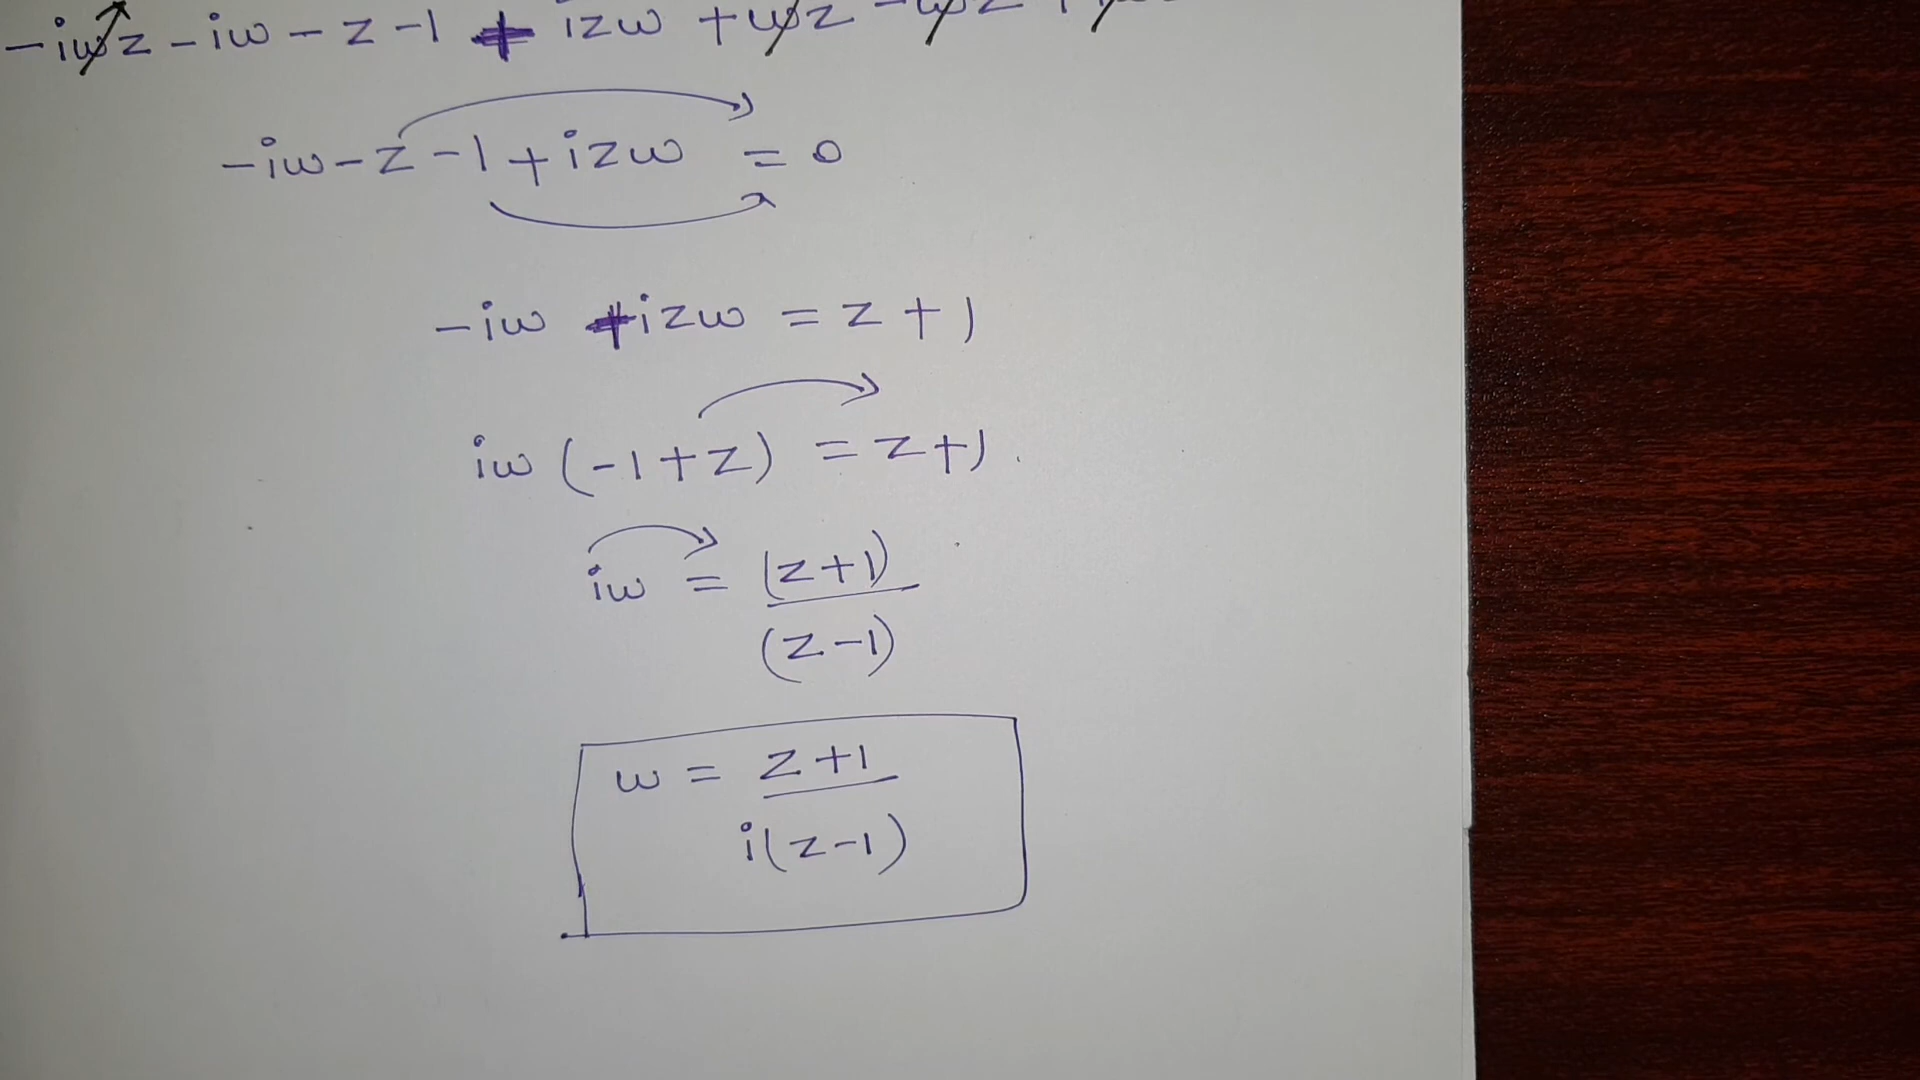 -iwz - iw - z - 1 + izw + wz - wz
-iw - z - 1 + izw = 0
-iw + izw = z + 1
iw (-1 + z) = z + 1.
iw = (z+1)
(z-1)
w = z+1
i(z-1)